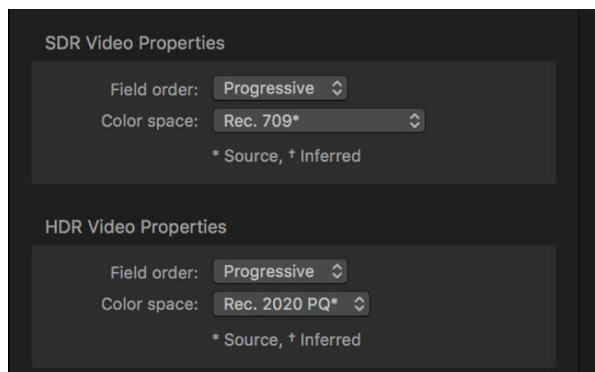 SDR Video Properties
Field order: Progressive
Color space: Rec. 709*
* Source, † Inferred
HDR Video Properties
Field order: Progressive
Color space: Rec. 2020 PQ*
* Source, † Inferred